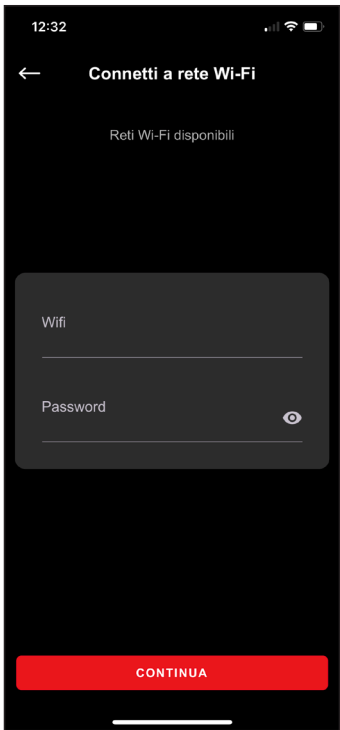 12:32
Connetti a rete Wi-Fi
Reti Wi-Fi disponibili
Wifi
Password
CONTINUA